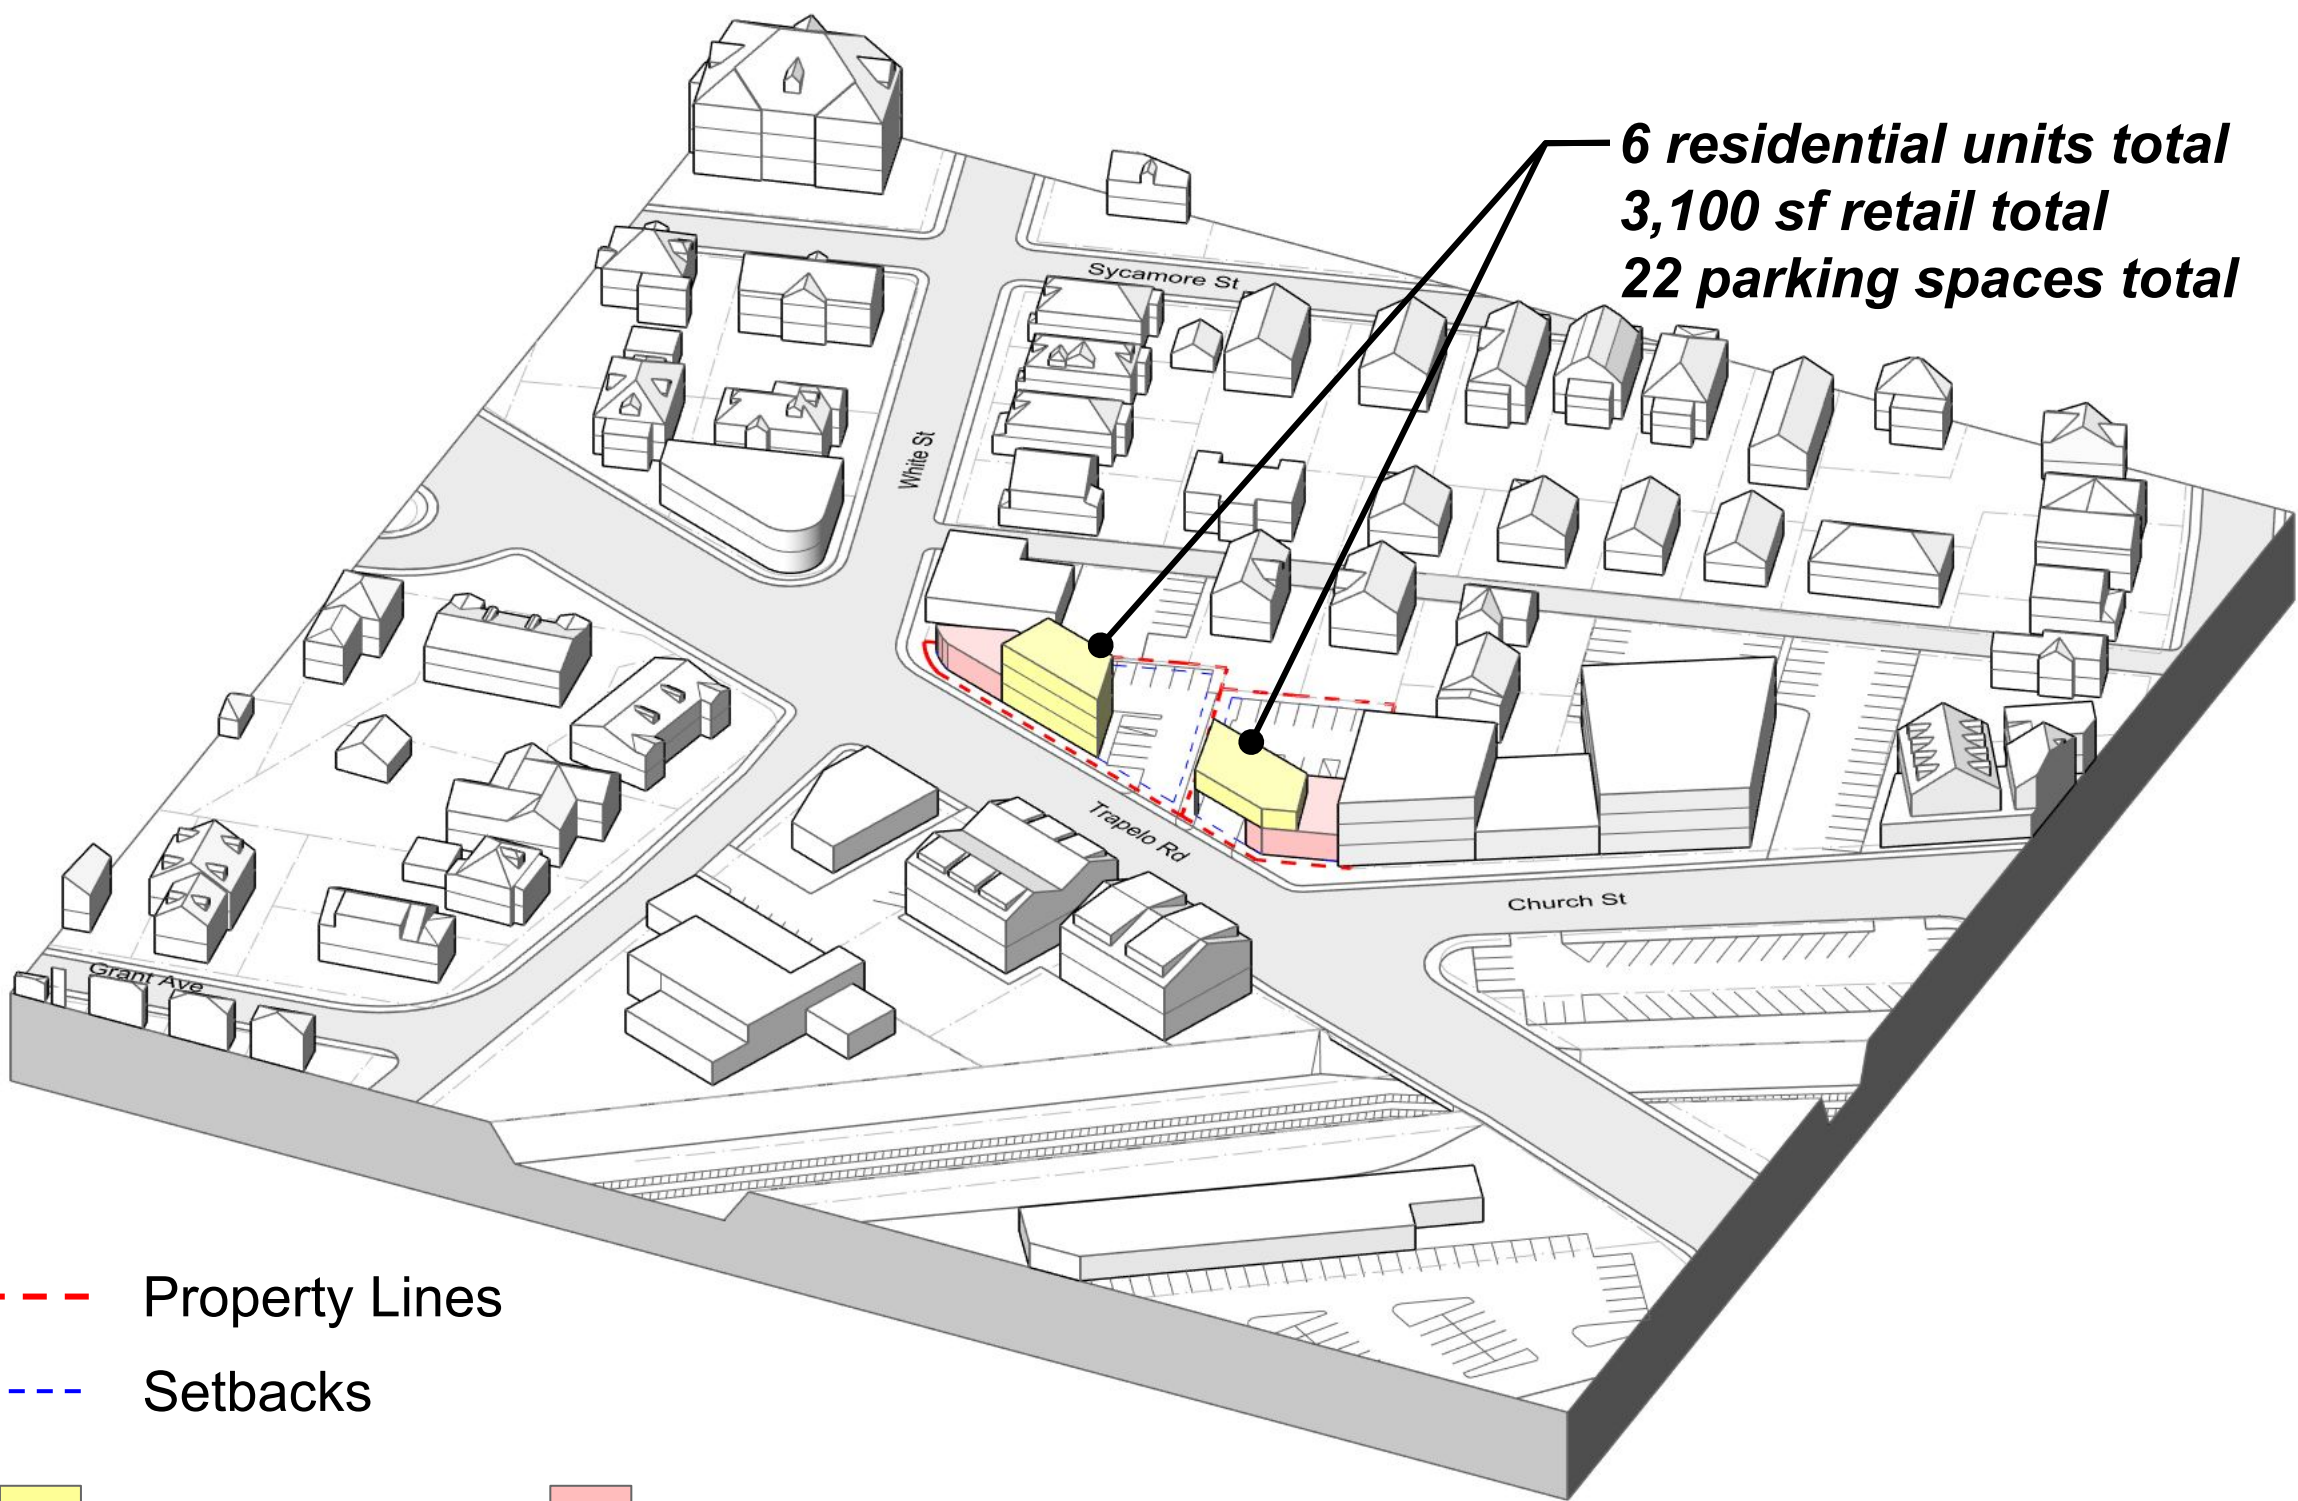 6 residential units total
3,100 sf retail total
22 parking spaces total
Sycamore St
White St
Trapelo Rd
Church St
Grant Ave
Property Lines
Setbacks